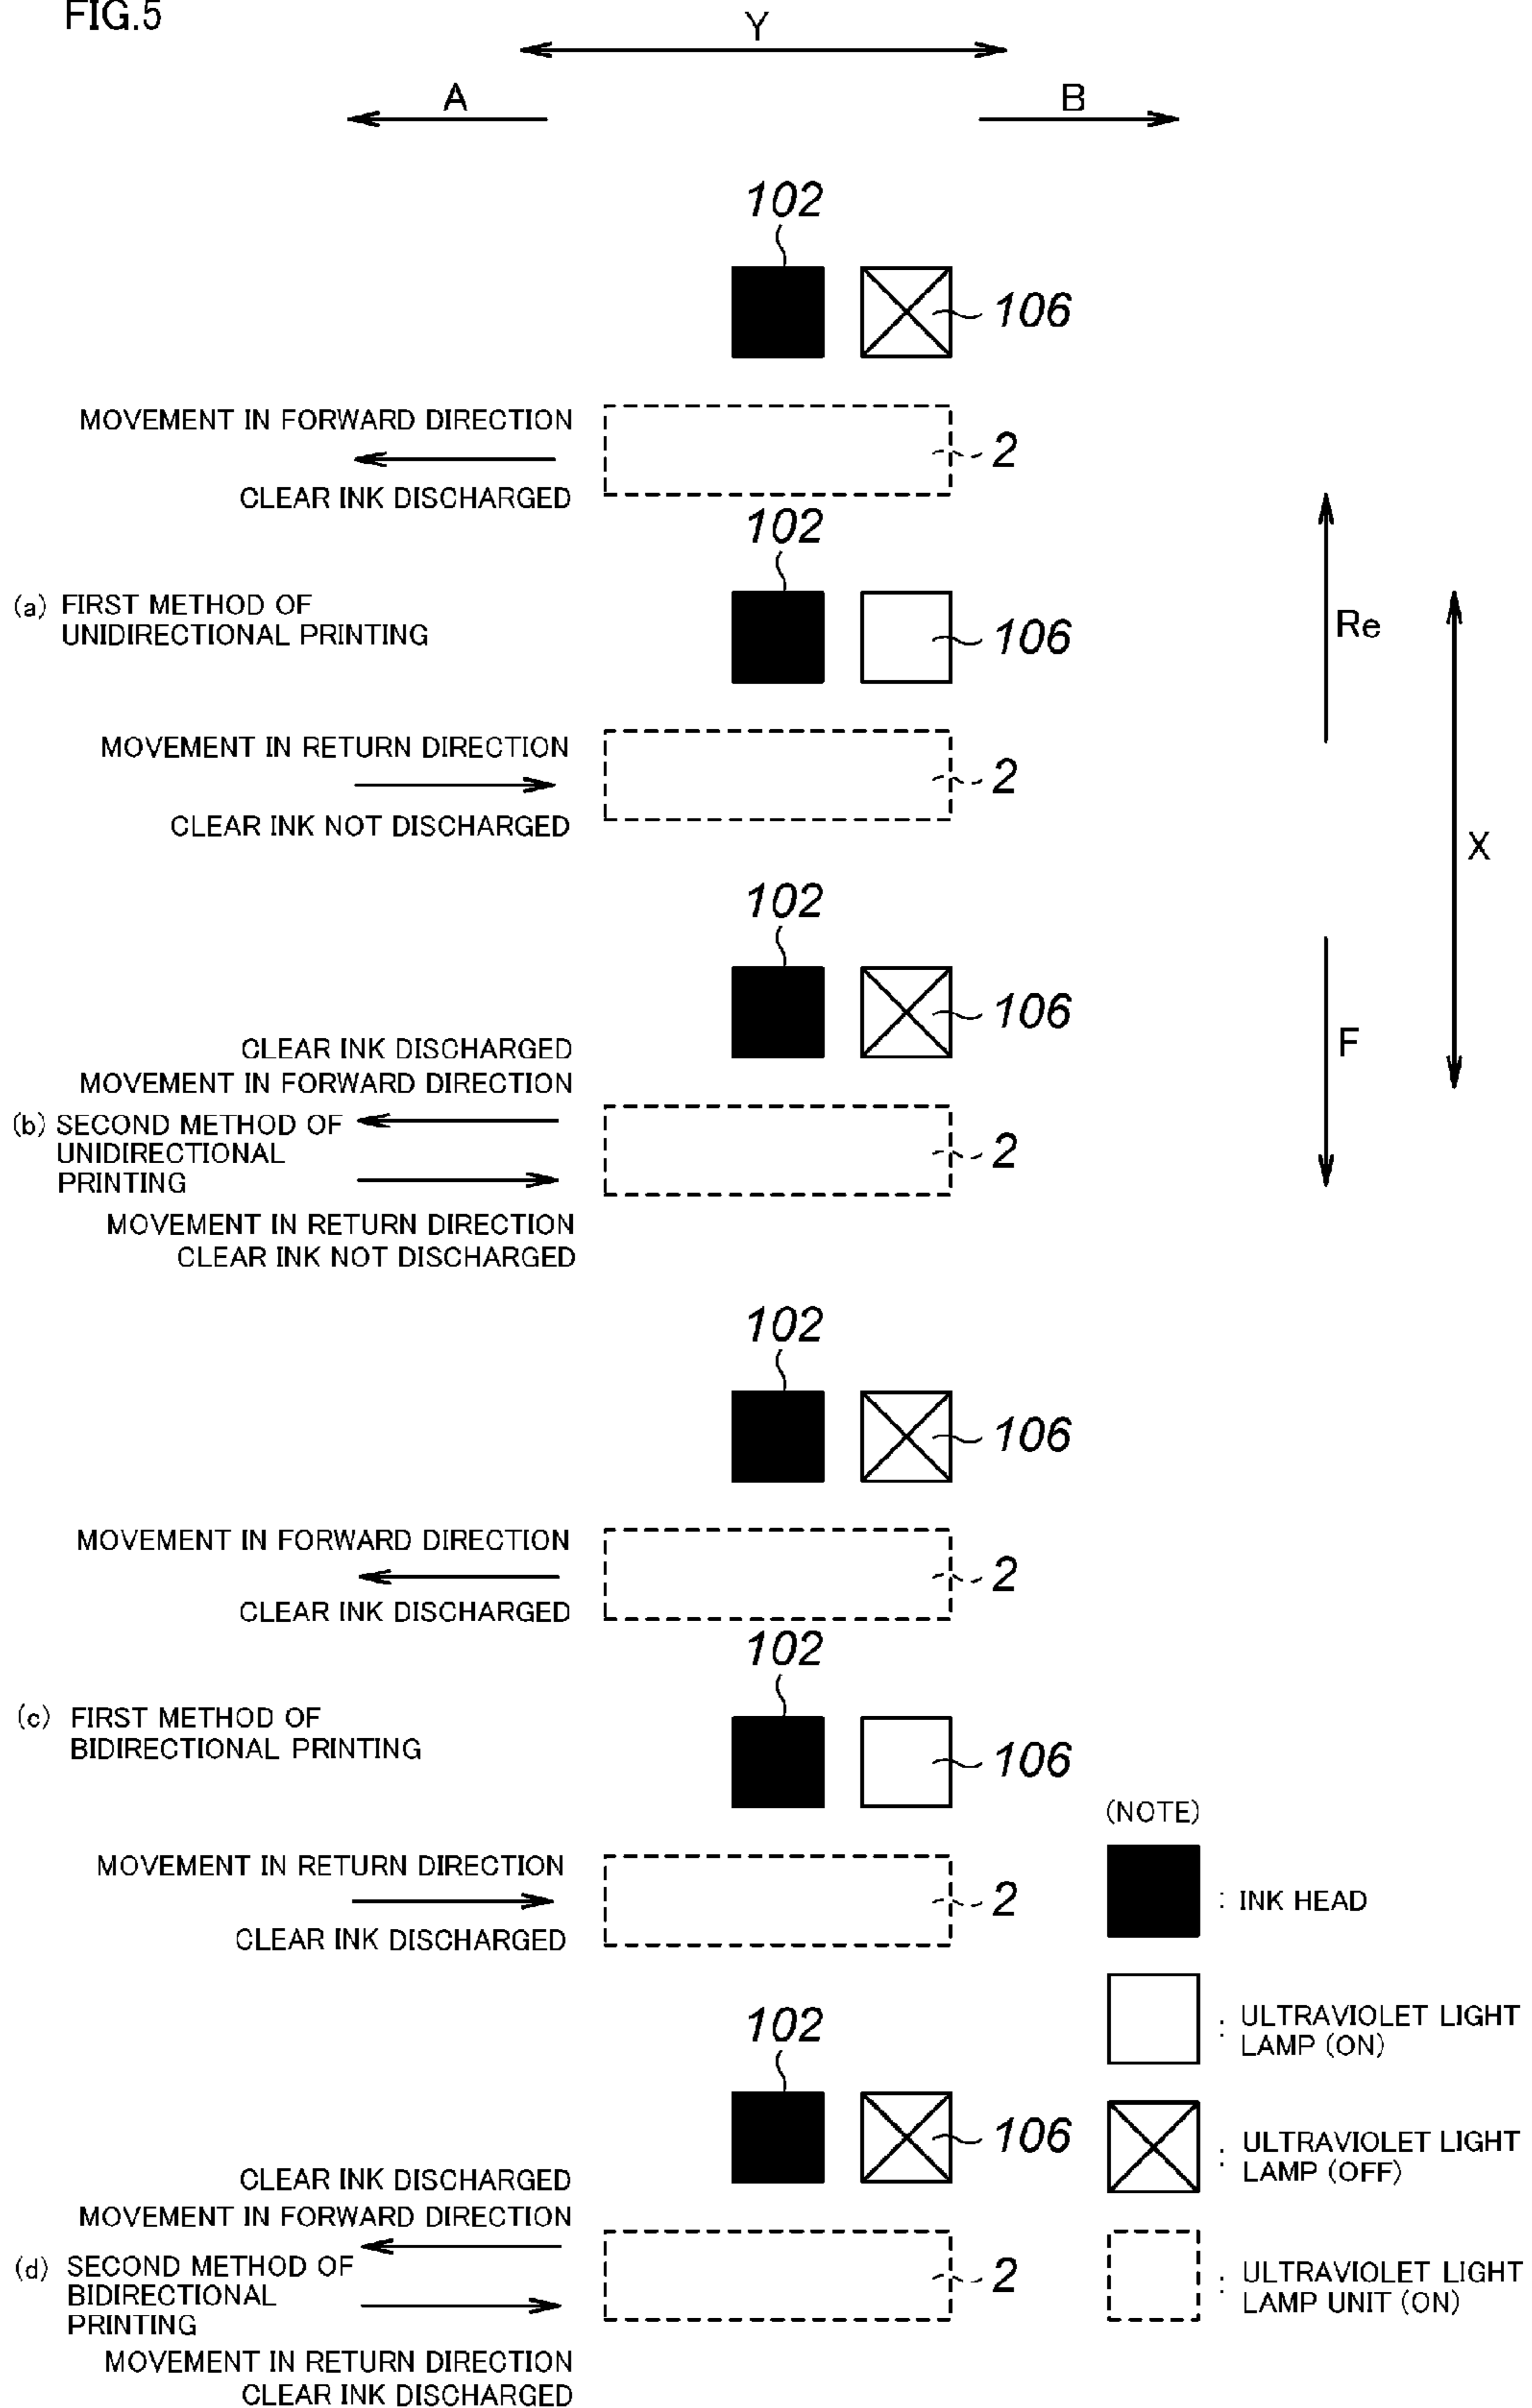 FIG.5
Y
A
B
102
106
MOVEMENT IN FORWARD DIRECTION
2
CLEAR INK DISCHARGED
102
(a) FIRST METHOD OF
UNIDIRECTIONAL PRINTING
106
Re
MOVEMENT IN RETURN DIRECTION
2
CLEAR INK NOT DISCHARGED
X
102
106
CLEAR INK DISCHARGED
F
MOVEMENT IN FORWARD DIRECTION
(b) SECOND METHOD OF
UNIDIRECTIONAL
PRINTING
2
MOVEMENT IN RETURN DIRECTION
CLEAR INK NOT DISCHARGED
102
106
MOVEMENT IN FORWARD DIRECTION
2
CLEAR INK DISCHARGED
102
(c) FIRST METHOD OF
BIDIRECTIONAL PRINTING
106
MOVEMENT IN RETURN DIRECTION
2
CLEAR INK DISCHARGED
102
106
CLEAR INK DISCHARGED
MOVEMENT IN FORWARD DIRECTION
(d) SECOND METHOD OF
BIDIRECTIONAL
PRINTING
2
MOVEMENT IN RETURN DIRECTION
CLEAR INK DISCHARGED
(NOTE)
: INK HEAD
: ULTRAVIOLET LIGHT
LAMP (ON)
: ULTRAVIOLET LIGHT
LAMP (OFF)
: ULTRAVIOLET LIGHT
LAMP UNIT (ON)